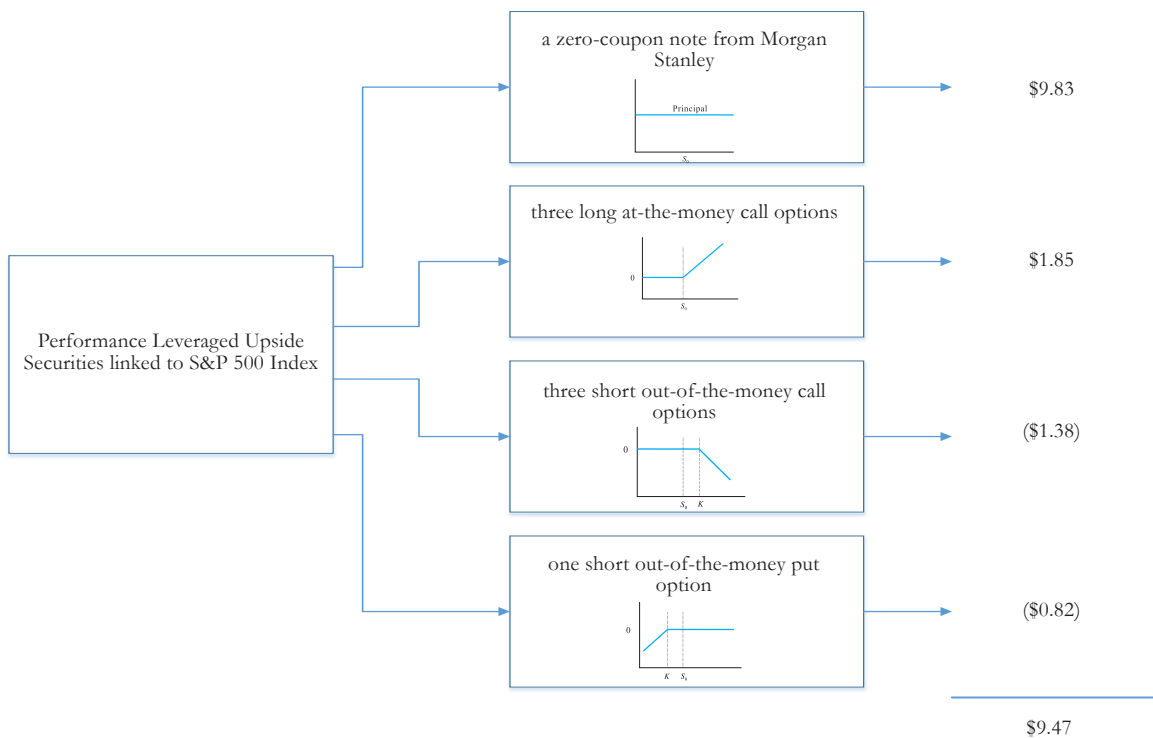 a zero-coupon note from Morgan
Stanley
Principal
S₀
$9.83
three long at-the-money call options
0
S₀
$1.85
Performance Leveraged Upside
Securities linked to S&P 500 Index
three short out-of-the-money call
options
0
S₀ K
($1.38)
one short out-of-the-money put
option
0
K S₀
($0.82)
$9.47